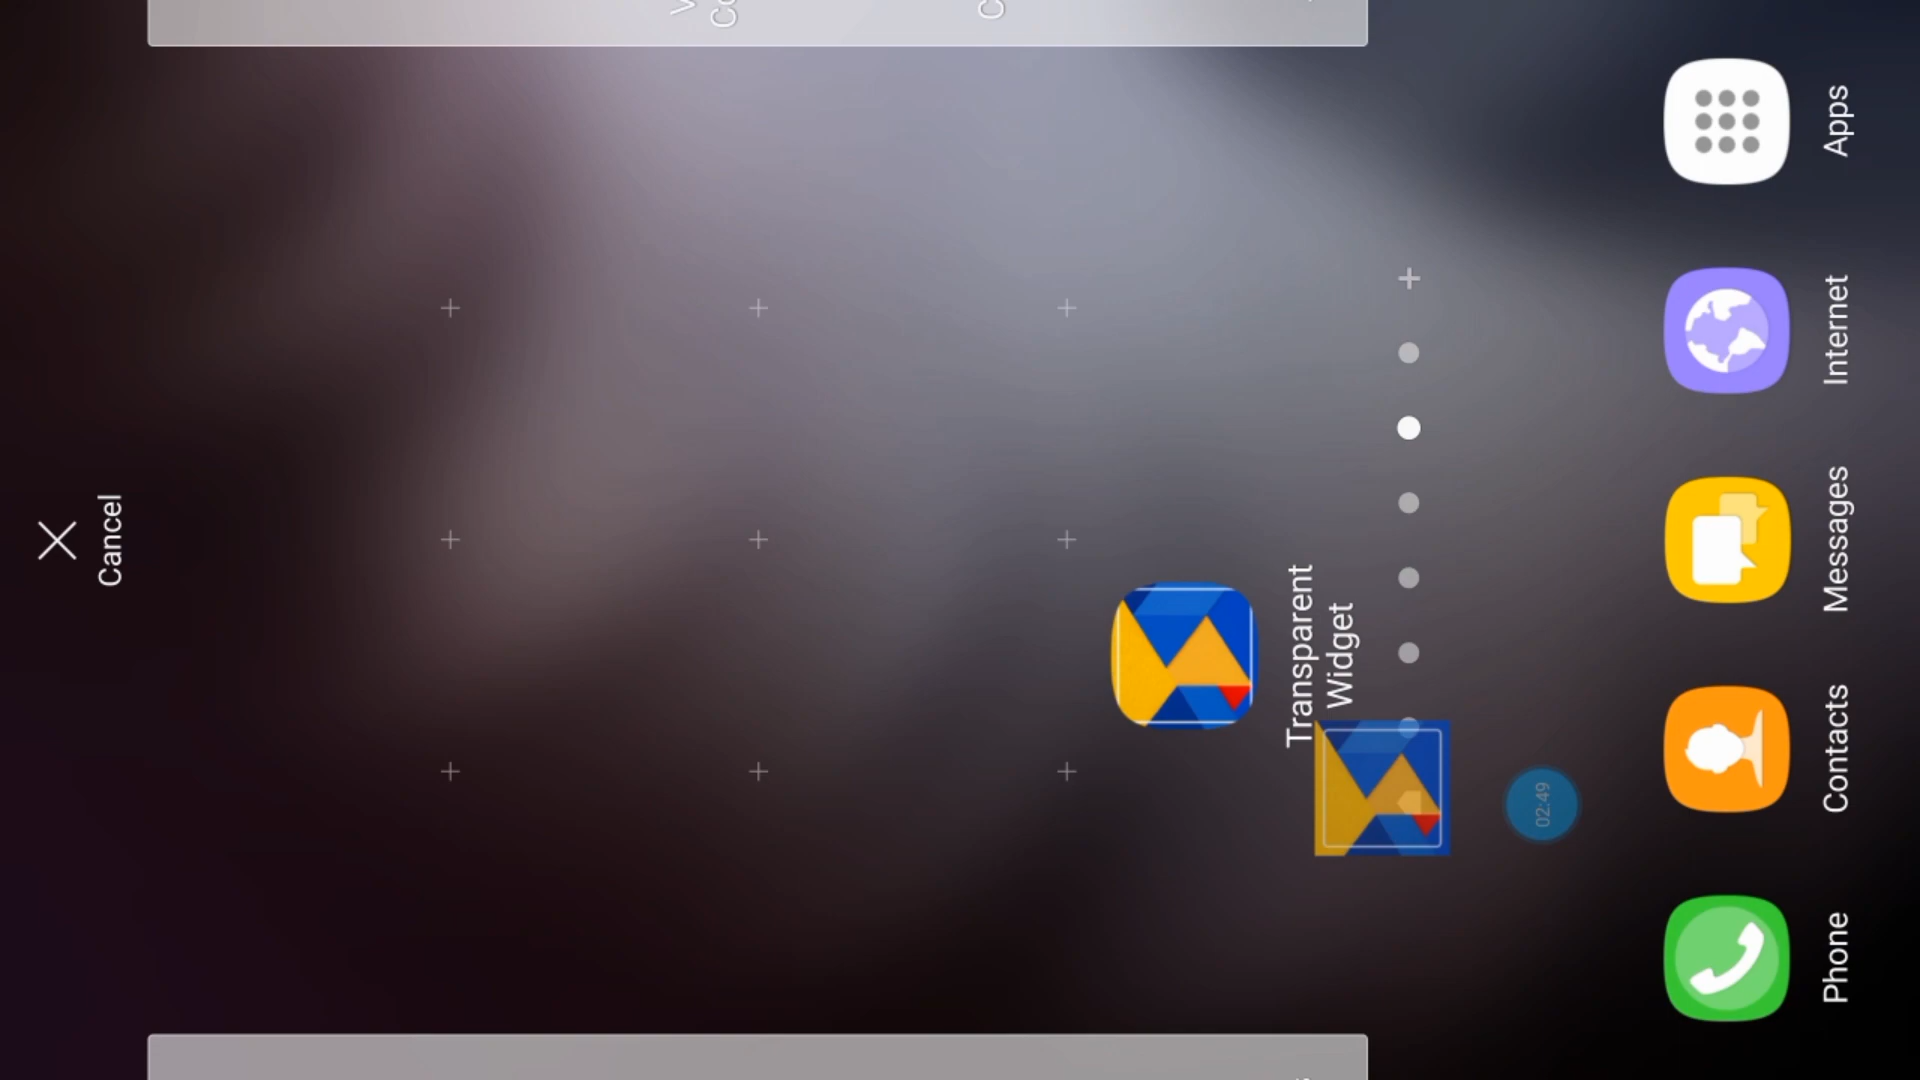 Cancel
Transparent
Widget
02:49
Phone
Contacts
Messages
Internet
Apps